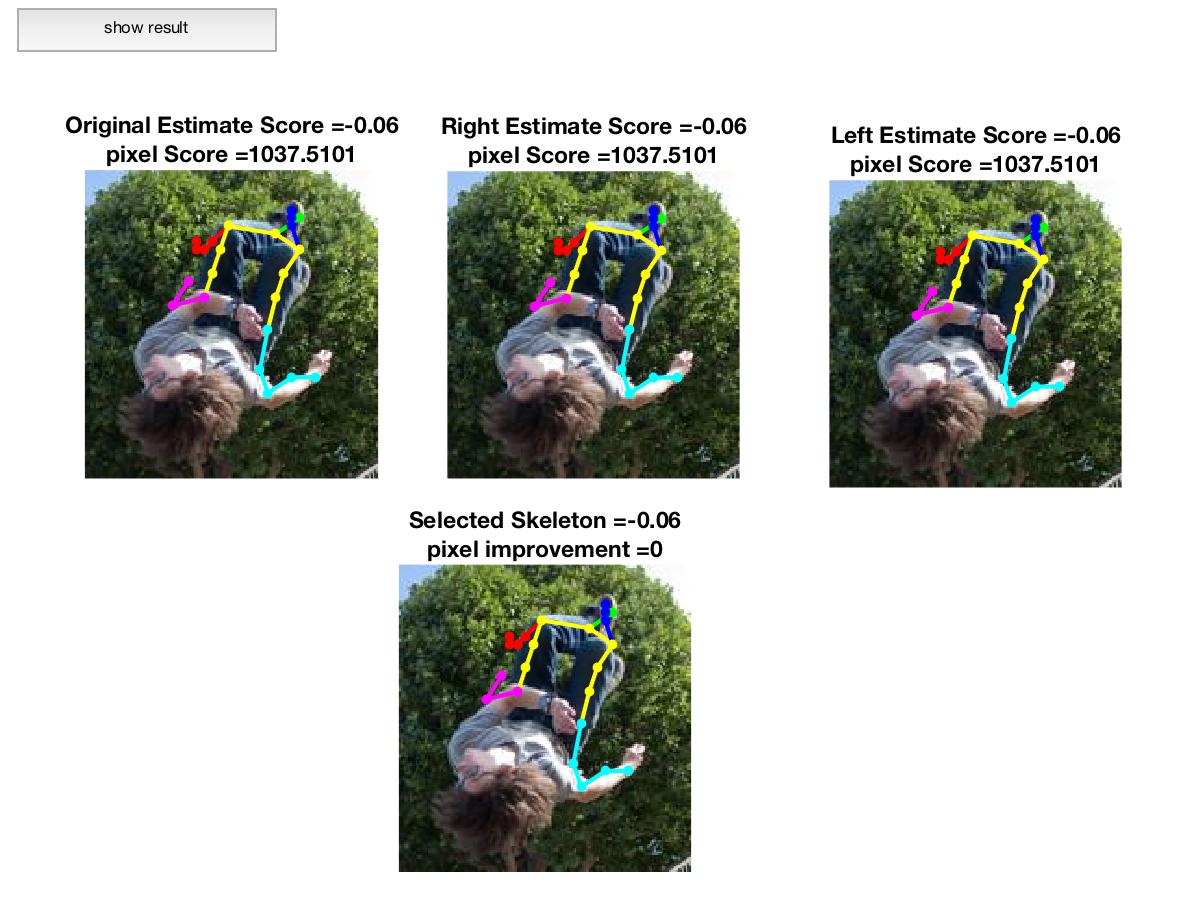 show result
Original Estimate Score =-0.06
pixel Score =1037.5101
Right Estimate Score =-0.06
pixel Score =1037.5101
Left Estimate Score =-0.06
pixel Score =1037.5101
Selected Skeleton =-0.06
pixel improvement =0